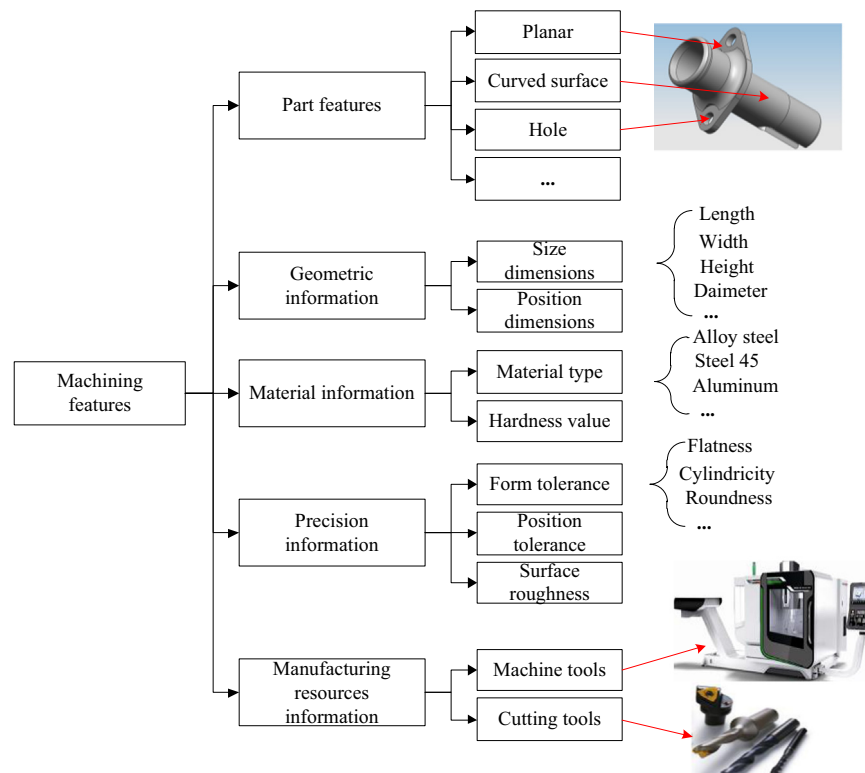 Planar
Curved surface
Part features
Hole
...
Length
Width
Height
Daimeter
...
Size
dimensions
Geometric
information
Position
dimensions
Alloy steel
Steel 45
Aluminum
...
Machining
features
Material information
Material type
Hardness value
Flatness
Cylindricity
Roundness
...
Form tolerance
Precision
information
Position
tolerance
Surface
roughness
Manufacturing
resources
information
Machine tools
Cutting tools